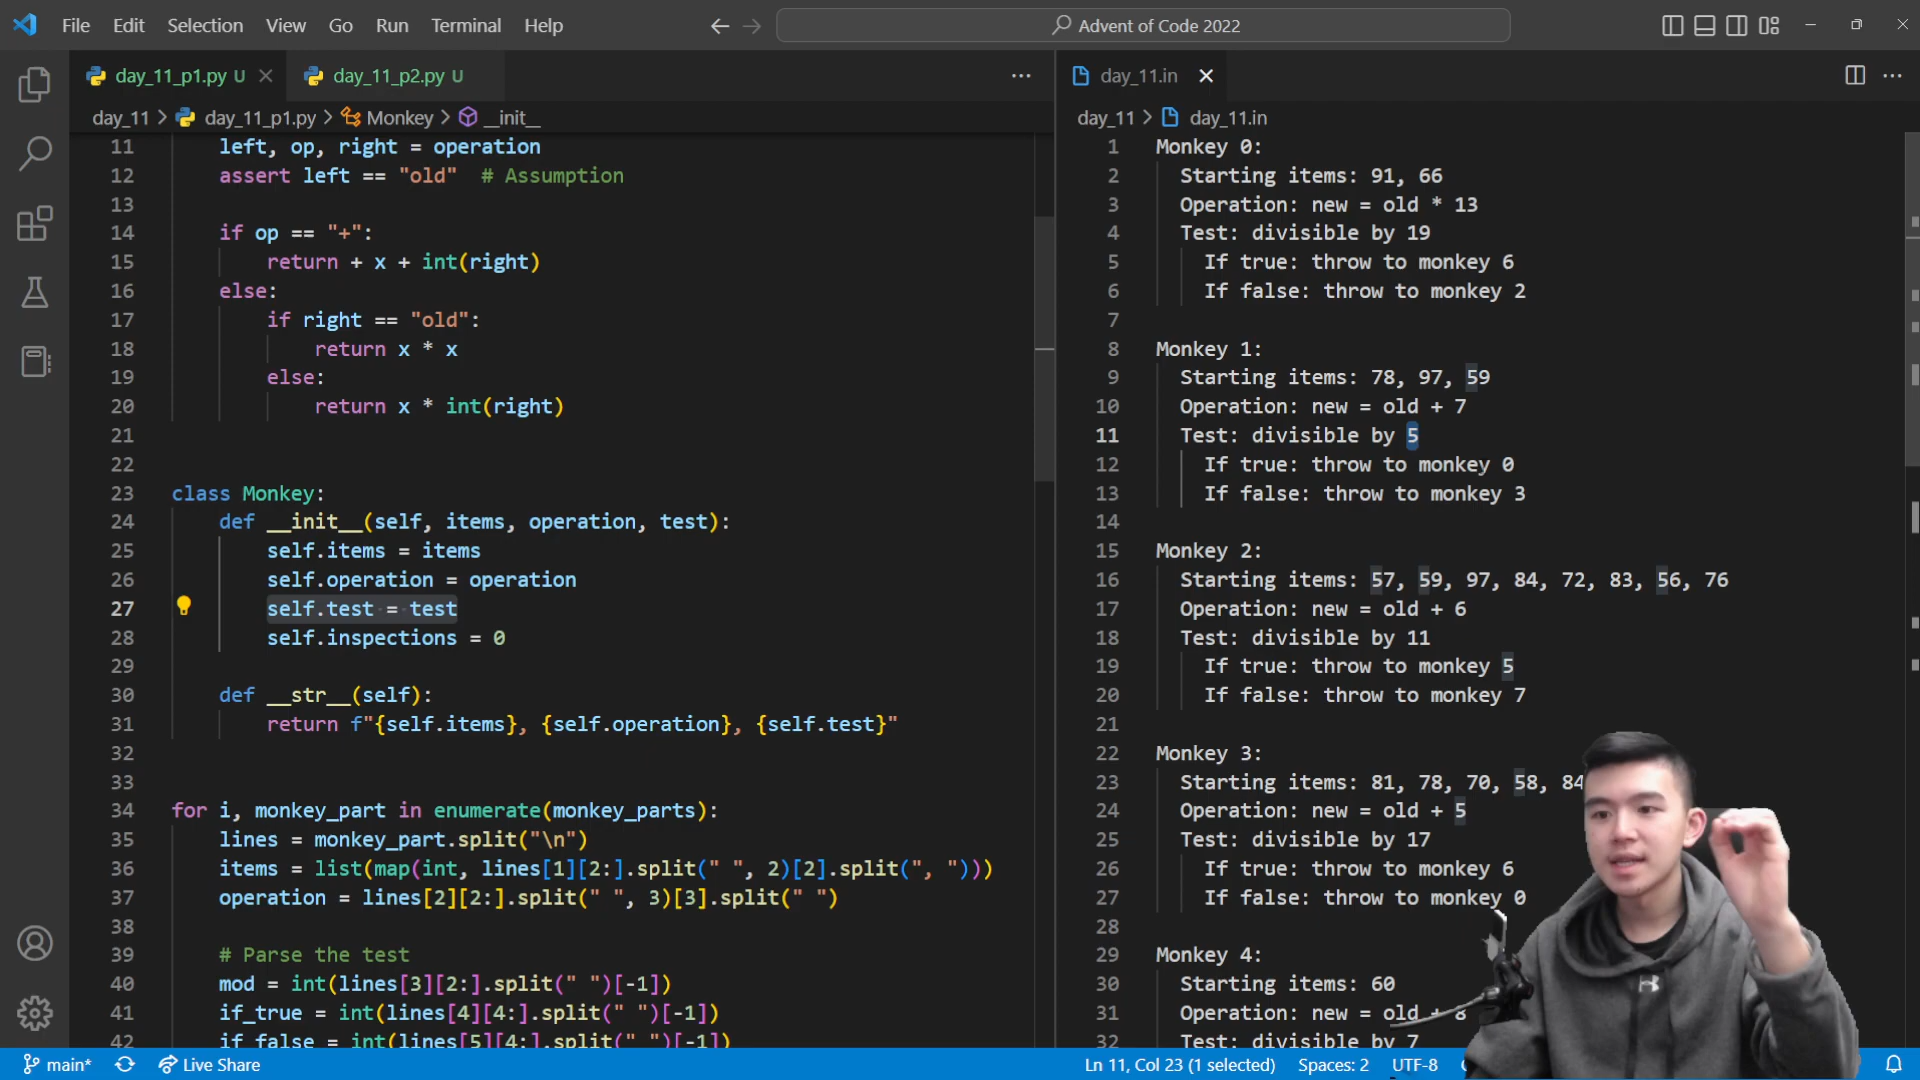 File Edit Selection View Go Run Terminal Help
Advent of Code 2022
day_11_p1.py U
day_11_p2.py U
day_11 > day_11_p1.py > Monkey > __init__
11 left, op, right = operation
12 assert left == "old"  # Assumption
13
14 if op == "+":
15 return + x + int(right)
16 else:
17 if right == "old":
18 return x * x
19 else:
20 return x * int(right)
21
22
23 class Monkey:
24 def __init__(self, items, operation, test):
25 self.items = items
26 self.operation = operation
27 self.test = test
28 self.inspections = 0
29
30 def __str__(self):
31 return f"{self.items}, {self.operation}, {self.test}"
32
33
34 for i, monkey_part in enumerate(monkey_parts):
35 lines = monkey_part.split("\n")
36 items = list(map(int, lines[1][2:].split(" ", 2)[2].split(", ")))
37 operation = lines[2][2:].split(" ", 3)[3].split(" ")
38
39 # Parse the test
40 mod = int(lines[3][2:].split(" ")[-1])
41 if_true = int(lines[4][4:].split(" ")[-1])
42 if_false = int(lines[5][4:].split(" ")[-1])
day_11.in
day_11 > day_11.in
1 Monkey 0:
2 Starting items: 91, 66
3 Operation: new = old * 13
4 Test: divisible by 19
5 If true: throw to monkey 6
6 If false: throw to monkey 2
7
8 Monkey 1:
9 Starting items: 78, 97, 59
10 Operation: new = old + 7
11 Test: divisible by 5
12 If true: throw to monkey 0
13 If false: throw to monkey 3
14
15 Monkey 2:
16 Starting items: 57, 59, 97, 84, 72, 83, 56, 76
17 Operation: new = old + 6
18 Test: divisible by 11
19 If true: throw to monkey 5
20 If false: throw to monkey 7
21
22 Monkey 3:
23 Starting items: 81, 78, 70, 58, 84
24 Operation: new = old + 5
25 Test: divisible by 17
26 If true: throw to monkey 6
27 If false: throw to monkey 0
28
29 Monkey 4:
30 Starting items: 60
31 Operation: new = old + 8
32 Test: divisible by 7
main* Live Share
Ln 11, Col 23 (1 selected) Spaces: 2 UTF-8